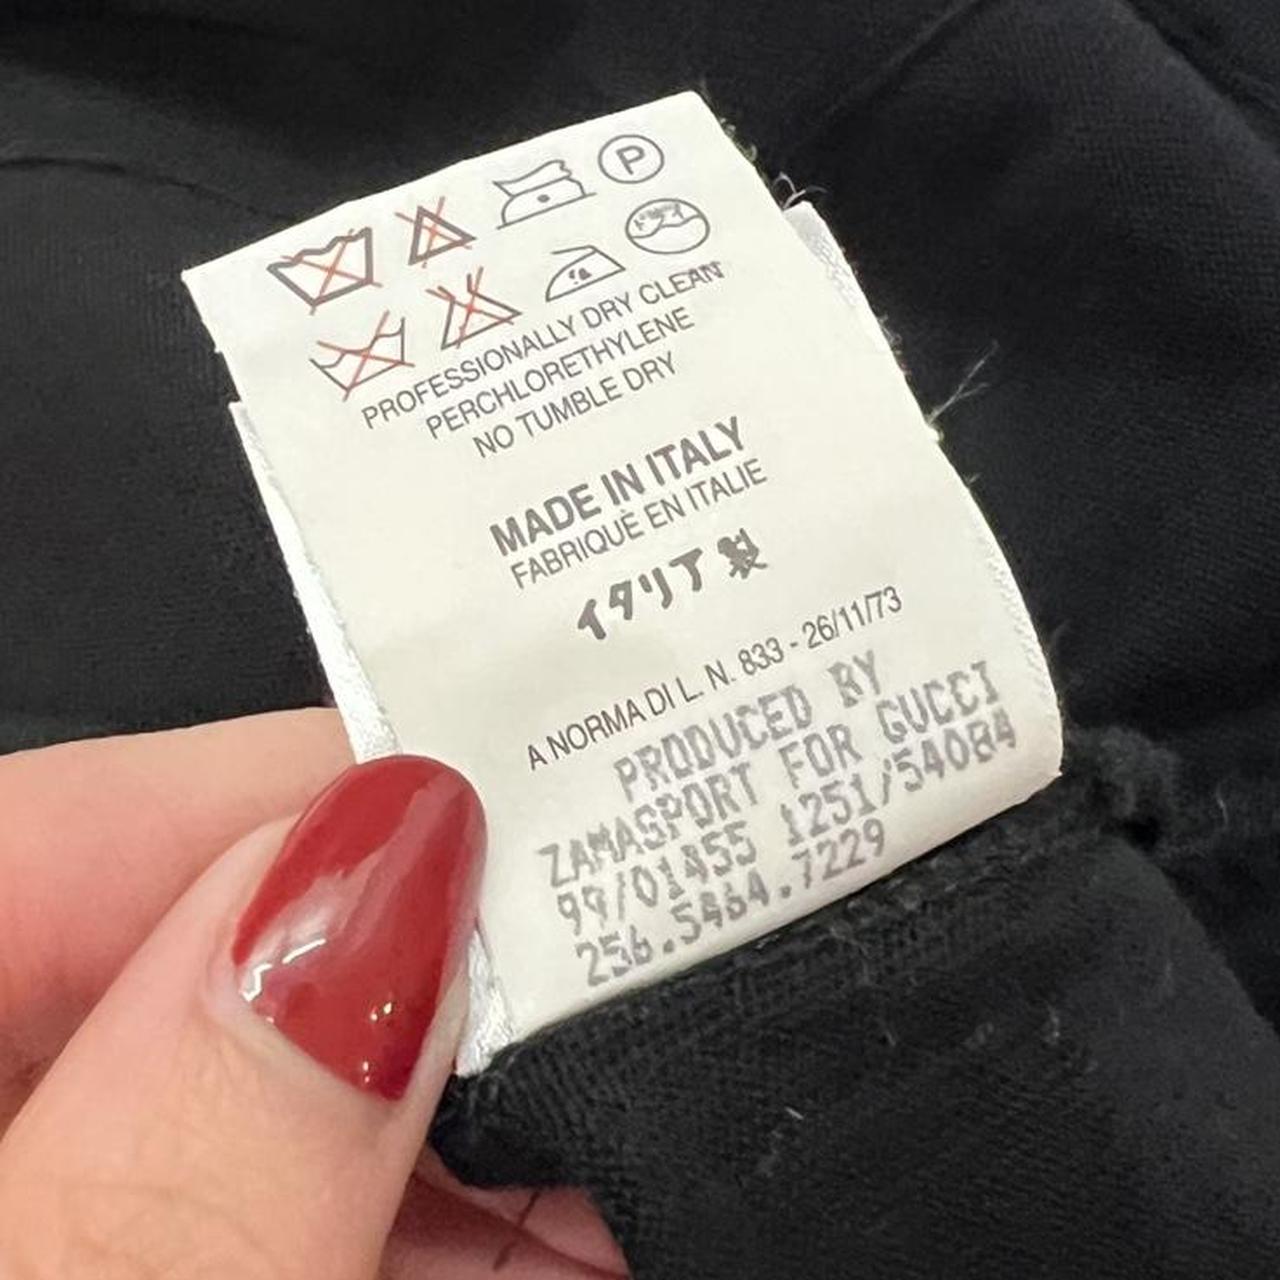 P
PROFESSIONALLY DRY CLEAN
PERCHLORETHYLENE
NO TUMBLE DRY
MADE IN ITALY
FABRIQUÈ EN ITALIE
イタリア製
A NORMA DI L. N. 833 - 26/11/73
PRODUCED BY
ZAMASPORT FOR GUCCI
99/01455 1251/54084
256.5464.7229